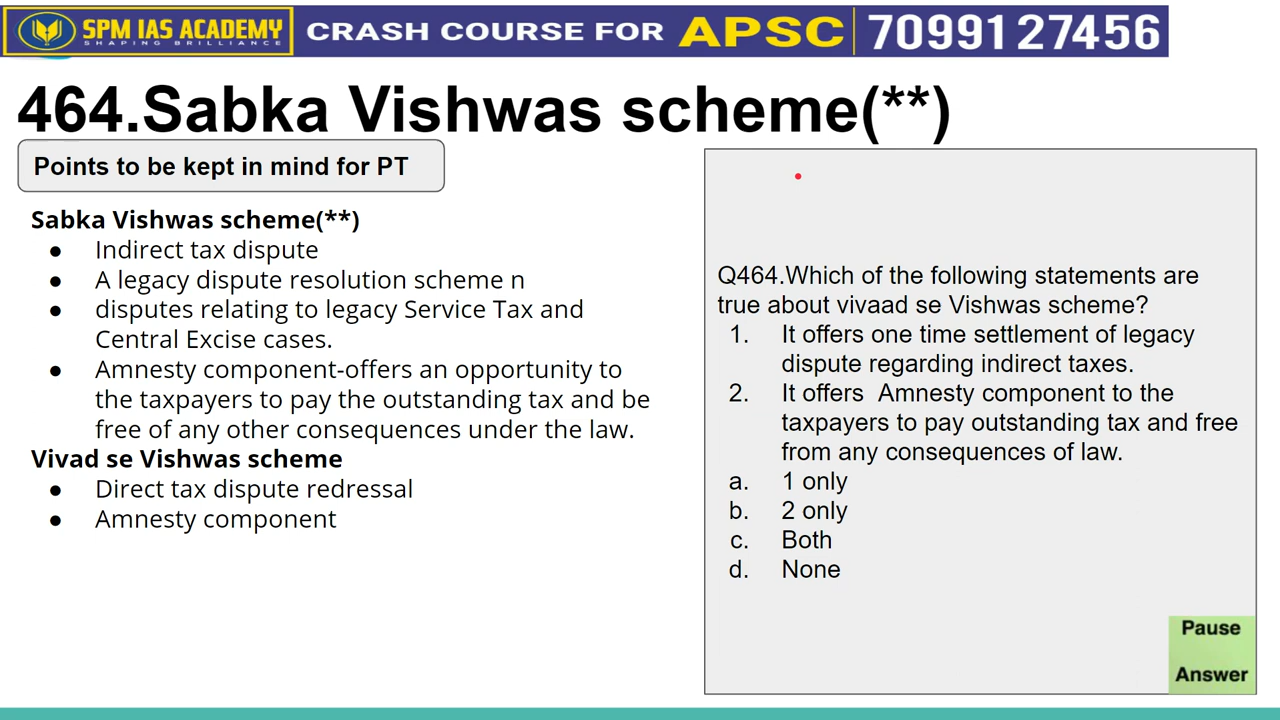 SPM IAS ACADEMY
SHAPING BRILLIANCE
CRASH COURSE FOR APSC 7099127456
464.Sabka Vishwas scheme(**)
Points to be kept in mind for PT
Sabka Vishwas scheme(**)
● Indirect tax dispute
● A legacy dispute resolution scheme n
● disputes relating to legacy Service Tax and
Central Excise cases.
● Amnesty component-offers an opportunity to
the taxpayers to pay the outstanding tax and be
free of any other consequences under the law.
Vivad se Vishwas scheme
● Direct tax dispute redressal
● Amnesty component
Q464.Which of the following statements are
true about vivaad se Vishwas scheme?
1. It offers one time settlement of legacy
dispute regarding indirect taxes.
2. It offers Amnesty component to the
taxpayers to pay outstanding tax and free
from any consequences of law.
a. 1 only
b. 2 only
c. Both
d. None
Pause
Answer